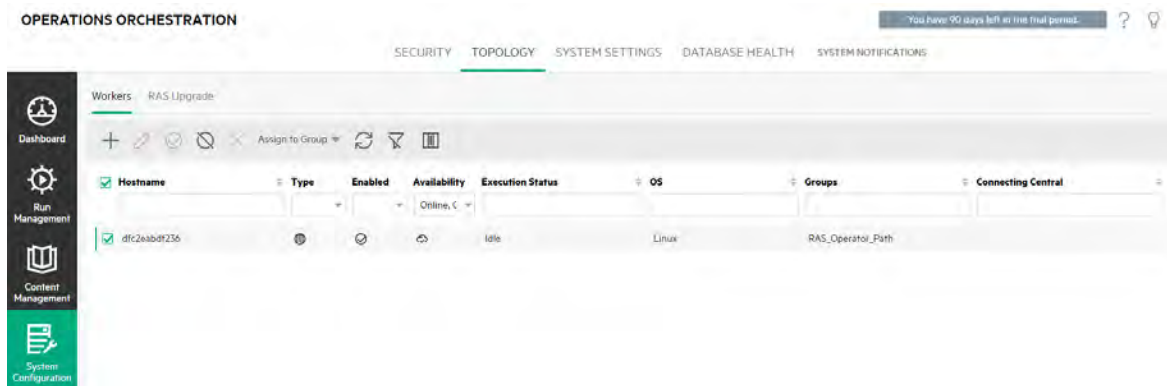 OPERATIONS ORCHESTRATION
You have 90 days left in the trial period.
SECURITY TOPOLOGY SYSTEM SETTINGS DATABASE HEALTH SYSTEM NOTIFICATIONS
Workers RAS Upgrade
Dashboard
Assign to Group
Hostname Type Enabled Availability Execution Status OS Groups Connecting Central
Run
Management
Online, C
dfc2eabdf236 Idle Linux RAS_Operator_Path
Content
Management
System
Configuration